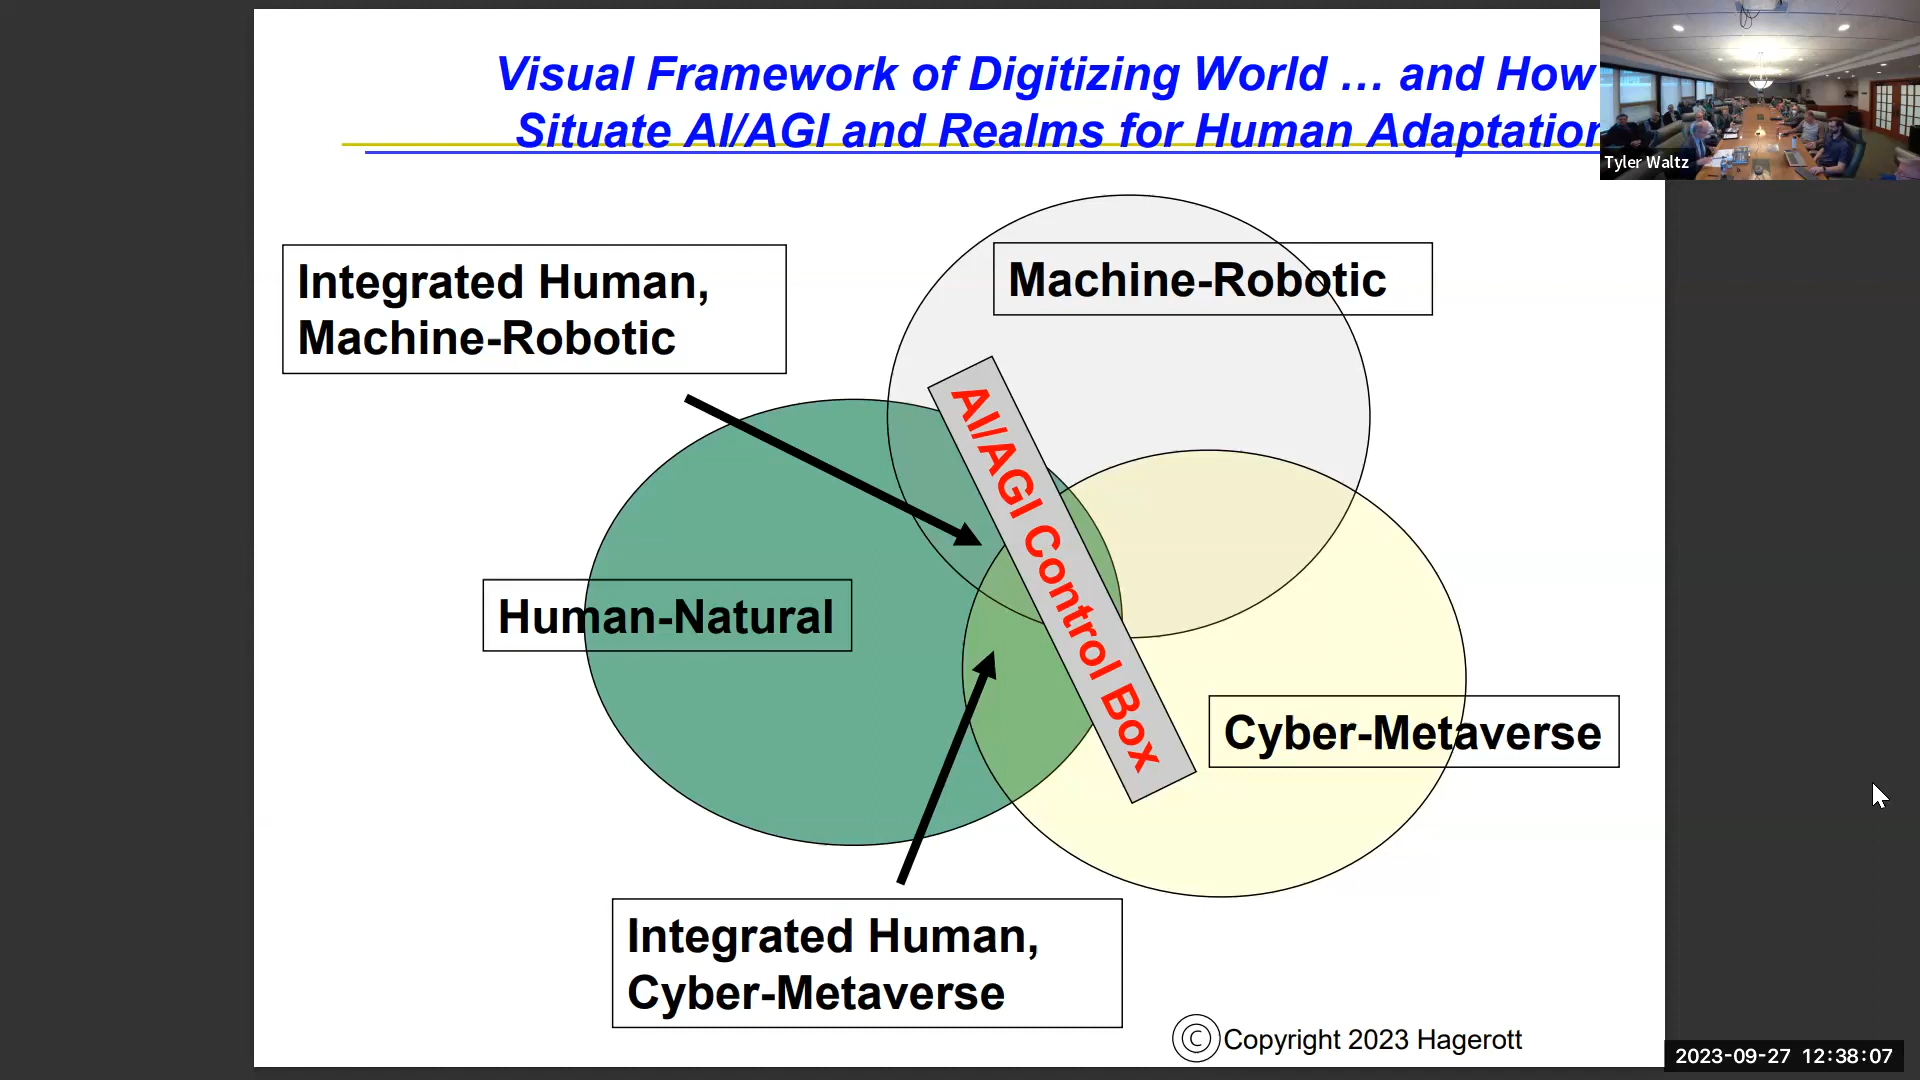 Visual Framework of Digitizing World … and How
Situate AI/AGI and Realms for Human Adaptation
Tyler Waltz
Integrated Human,
Machine-Robotic
Machine-Robotic
AI/AGI Control Box
Human-Natural
Cyber-Metaverse
Integrated Human,
Cyber-Metaverse
© Copyright 2023 Hagerott
2023-09-27 12:38:07